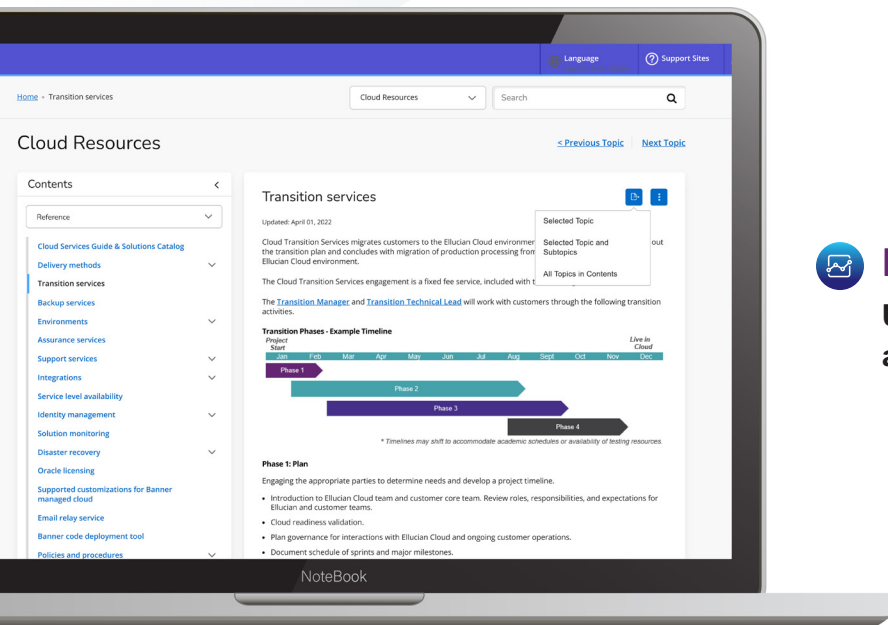 Language
Support Sites
Home
Transition services
Cloud Resources
Search
Cloud Resources
< Previous Topic
Next Topic
Contents
Reference
Cloud Services Guide & Solutions Catalog
Delivery methods
Transition services
Backup services
Environments
Assurance services
Support services
Integrations
Service level availability
Identity management
Solution monitoring
Disaster recovery
Oracle licensing
Supported customizations for Banner
managed cloud
Email relay service
Banner code deployment tool
Policies and procedures
Transition services
Updated: April 01, 2022
Selected Topic
Selected Topic and
Subtopics
All Topics in Contents
Cloud Transition Services migrates customers to the Ellucian Cloud out
the transition plan and concludes with migration of production processing from
Ellucian Cloud environment.
The Cloud Transition Services engagement is a fixed fee service, included with
The Transition Manager and Transition Technical Lead will work with customers through the following transition
activities.
Transition Phases - Example Timeline
Project
Start
Live in
Cloud
Jan Feb Mar Apr May Jun Jul Aug Sept Oct Nov Dec
Phase 1
Phase 2
Phase 3
Phase 4
* Timelines may shift to accommodate academic schedules or availability of testing resources.
Phase 1: Plan
Engaging the appropriate parties to determine needs and develop a project timeline.
• Introduction to Ellucian Cloud team and customer core team. Review roles, responsibilities, and expectations for
Ellucian and customer teams.
• Cloud readiness validation.
• Plan governance for interactions with Ellucian Cloud and ongoing customer operations.
• Document schedule of sprints and major milestones.
NoteBook